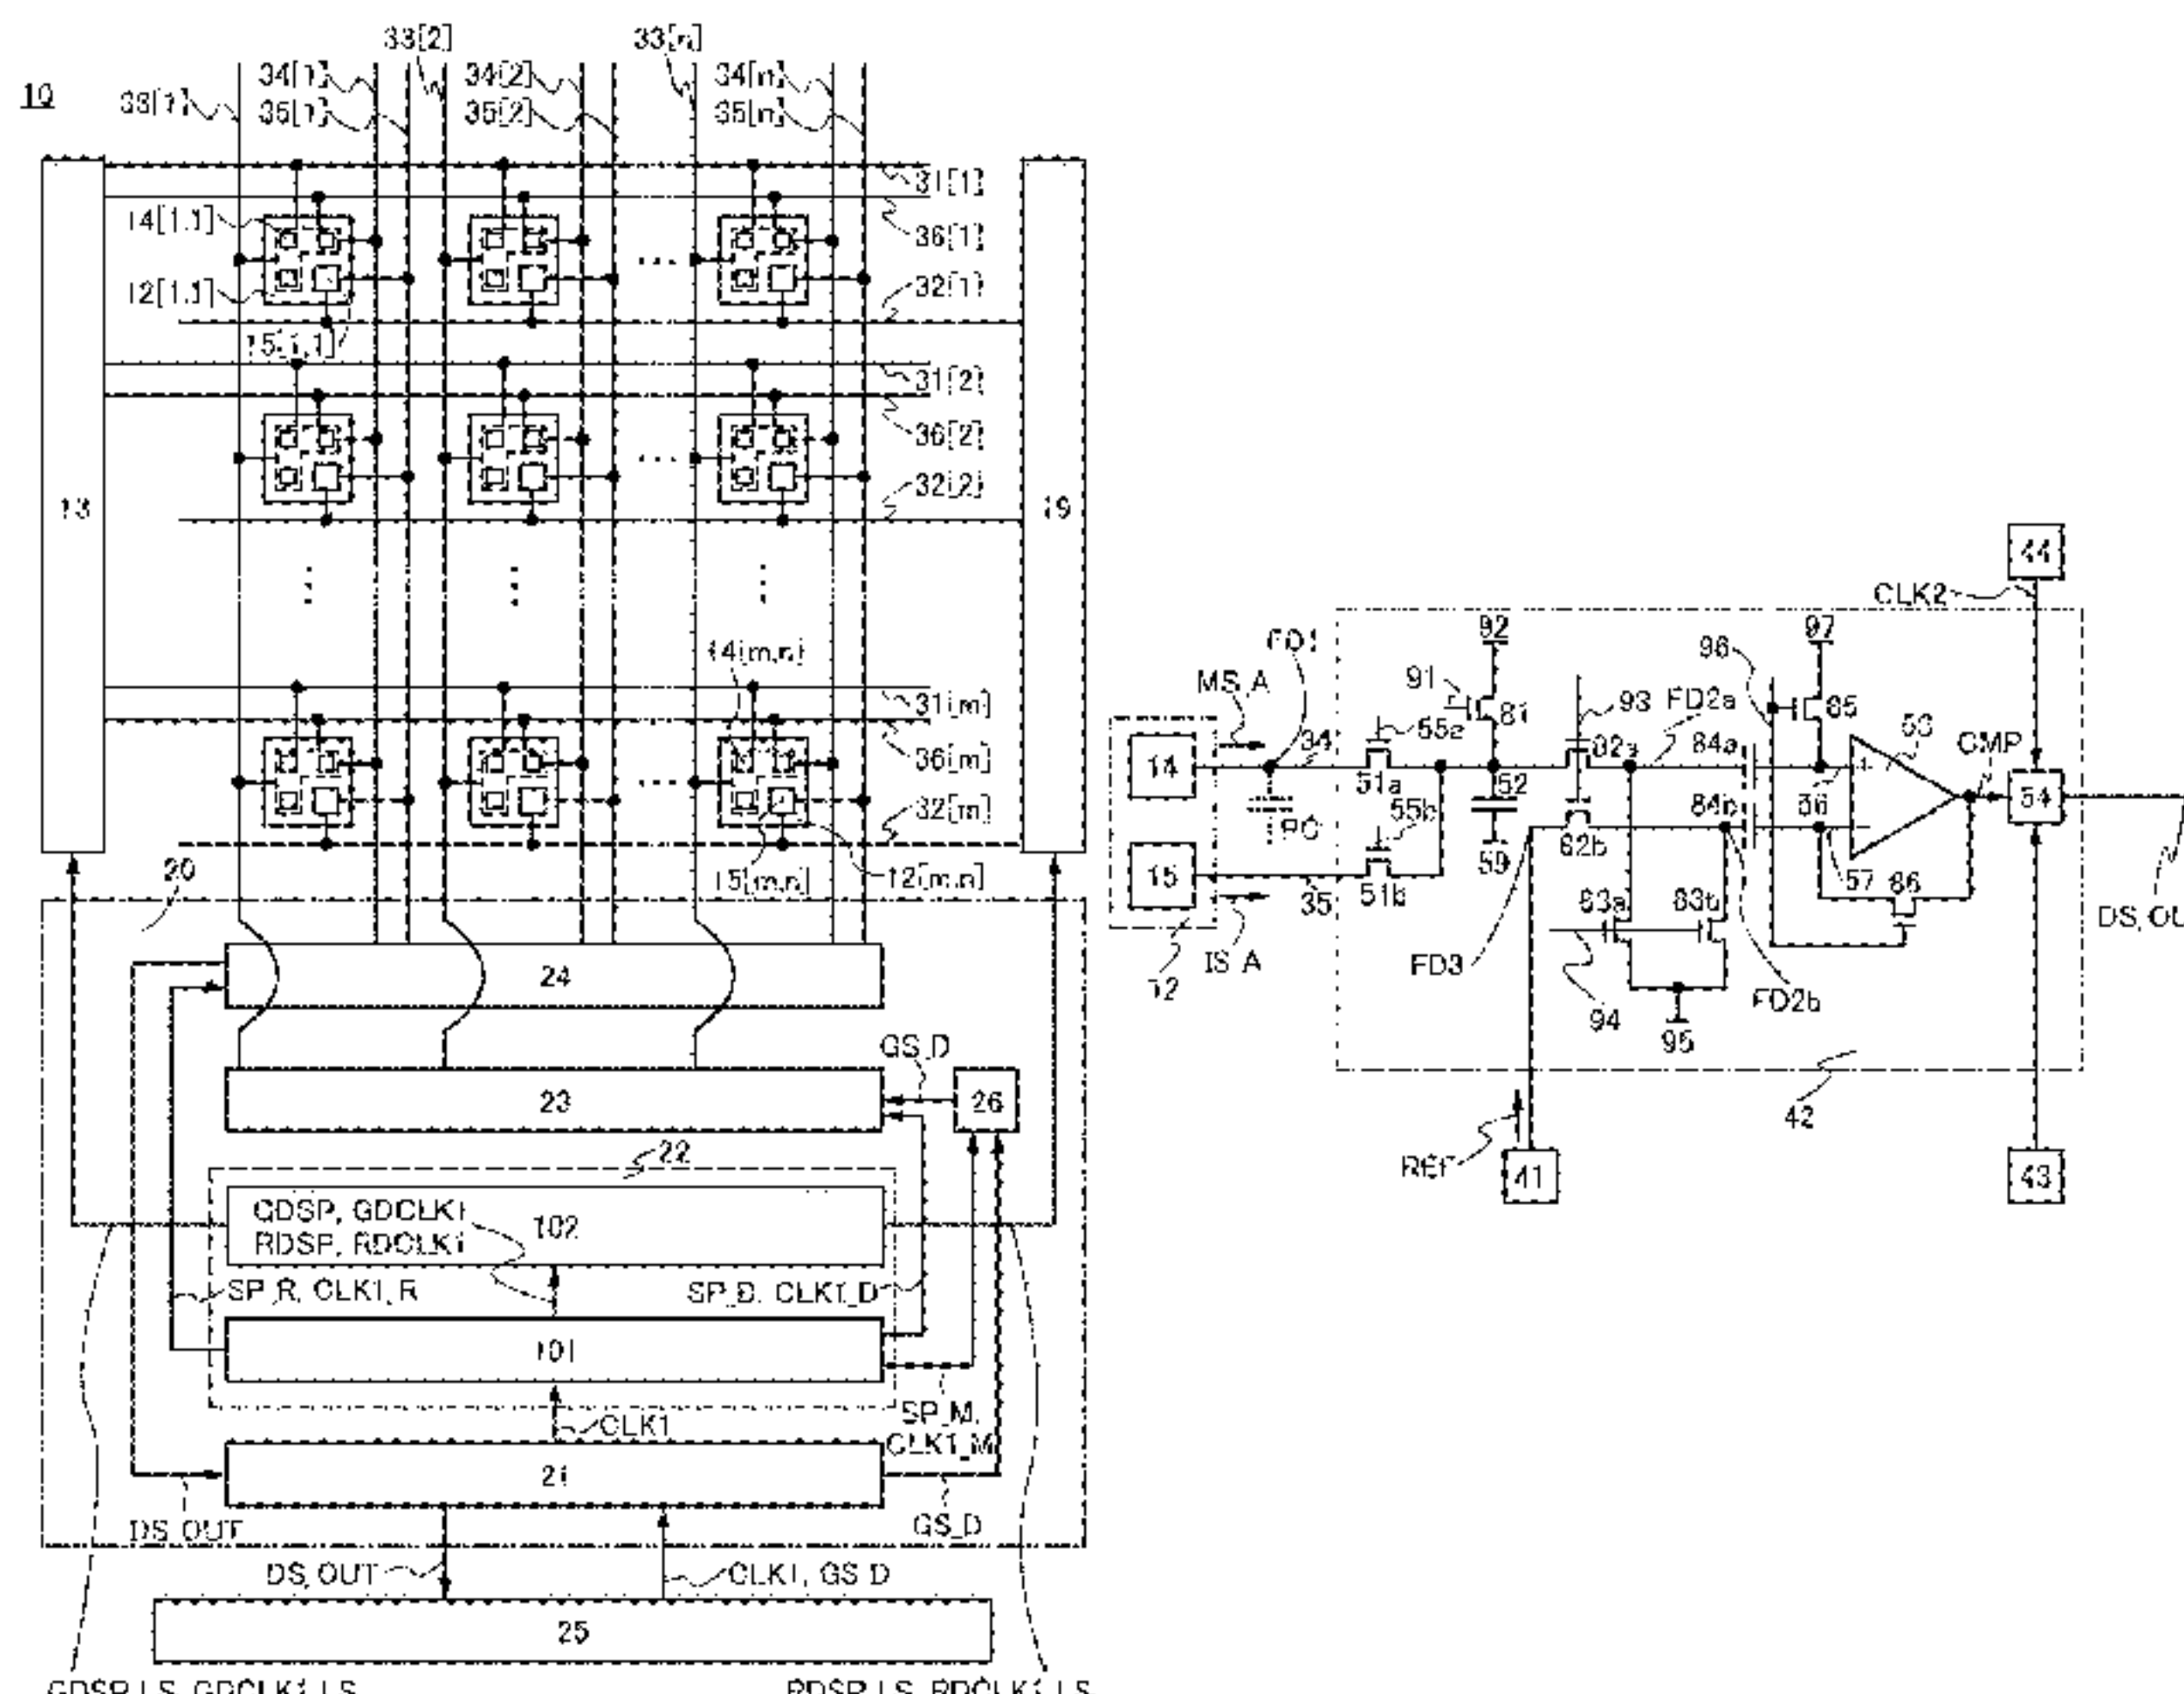 10
33[1]
34[1]
35[1]
33[2]
34[2]
35[2]
33[n]
34[n]
35[n]
13
19
14[1,1]
12[1,1]
15[1,1]
31[1]
36[1]
32[1]
31[2]
36[2]
32[2]
14[m,n]
31[m]
36[m]
32[m]
15[m,n]
12[m,n]
20
24
23
GS_D
26
22
GDSP, GDCLK1
RDSP, RDCLK1
102
SP_R, CLK1_R
SP_D, CLK1_D
101
SP_M,
CLK1_M
CLK1
21
DS_OUT
GS_D
DS_OUT
CLK1, GS_D
25
GDSP_LS, GDCLK1_LS
RDSP_LS, RDCLK1_LS
44
CLK2
FD1
MS_A
14
15
12
IS_A
PC
34
35
55a
51a
55b
51b
91
92
81
52
59
93
82a
82b
FD2a
84a
84b
96
97
85
53
+
−
56
57
CMP
54
86
83a
83b
94
95
FD3
FD2b
42
REF
41
43